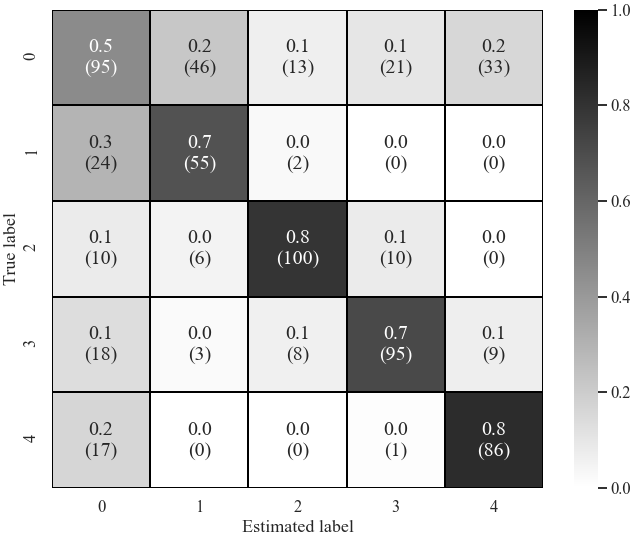 0.5 0.2 0.1 0.1 0.2
0 (95) (46) (13) (21) (33)
0.3 0.7 0.0 0.0 0.0
1 (24) (55) (2) (0) (0)
0.1 0.0 0.8 0.1 0.0
2 (10) (6) (100) (10) (0)
0.1 0.0 0.1 0.7 0.1
3 (18) (3) (8) (95) (9)
0.2 0.0 0.0 0.0 0.8
4 (17) (0) (0) (1) (86)
0 1 2 3 4
Estimated label
True label
1.0
0.8
0.6
0.4
0.2
0.0